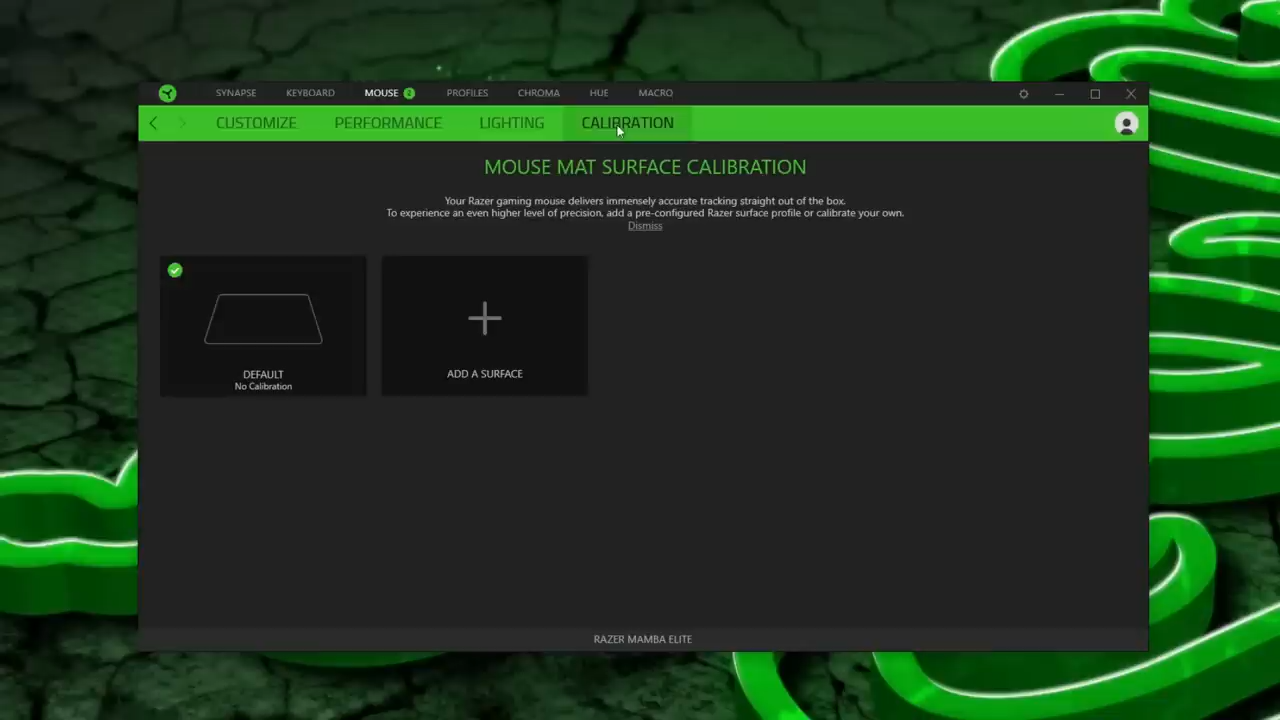 SYNAPSE KEYBOARD MOUSE 2 PROFILES CHROMA HUE MACRO
CUSTOMIZE PERFORMANCE LIGHTING CALIBRATION
MOUSE MAT SURFACE CALIBRATION
Your Razer gaming mouse delivers immensely accurate tracking straight out of the box.
To experience an even higher level of precision, add a pre-configured Razer surface profile or calibrate your own.
Dismiss
DEFAULT
No Calibration
ADD A SURFACE
RAZER MAMBA ELITE